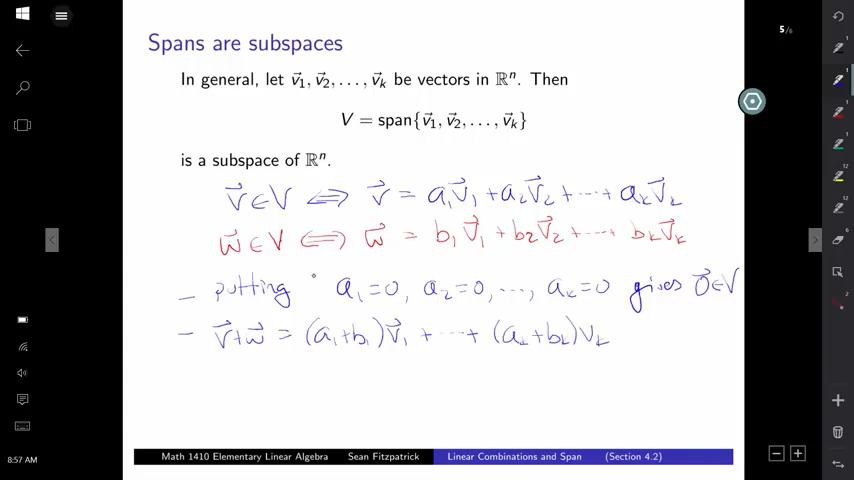 5/6
Spans are subspaces
In general, let v⃗₁, v⃗₂, . . . , v⃗ₖ be vectors in ℝⁿ. Then
V = span{v⃗₁, v⃗₂, . . . , v⃗ₖ}
is a subspace of ℝⁿ.
v⃗ ∈ V ⟺ v⃗ = a₁v⃗₁ + a₂v⃗₂ + ··· + aₖv⃗ₖ
w⃗ ∈ V ⟺ w⃗ = b₁v⃗₁ + b₂v⃗₂ + ··· bₖv⃗ₖ
– putting a₁=0, a₂=0, ..., aₖ=0 gives 0⃗ ∈ V
– v⃗+w⃗ = (a₁+b₁)v⃗₁ + ··· + (aₖ+bₖ)vₖ
8:57 AM
Math 1410 Elementary Linear Algebra Sean Fitzpatrick Linear Combinations and Span (Section 4.2)